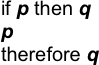 if p then q
p
therefore q